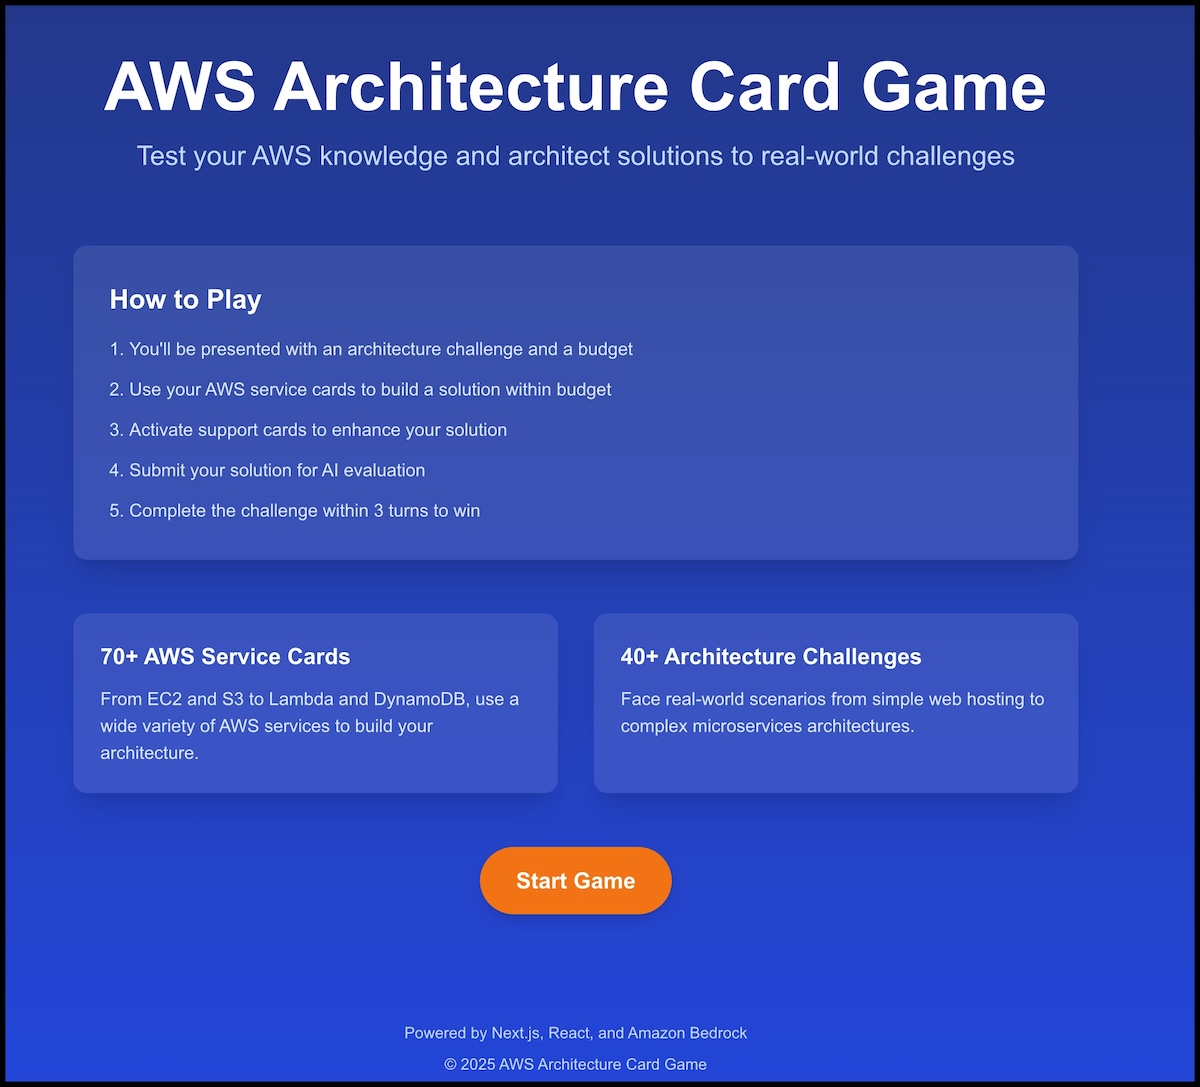 AWS Architecture Card Game
Test your AWS knowledge and architect solutions to real-world challenges
How to Play
1. You'll be presented with an architecture challenge and a budget
2. Use your AWS service cards to build a solution within budget
3. Activate support cards to enhance your solution
4. Submit your solution for AI evaluation
5. Complete the challenge within 3 turns to win
70+ AWS Service Cards
From EC2 and S3 to Lambda and DynamoDB, use a
wide variety of AWS services to build your
architecture.
40+ Architecture Challenges
Face real-world scenarios from simple web hosting to
complex microservices architectures.
Start Game
Powered by Next.js, React, and Amazon Bedrock
© 2025 AWS Architecture Card Game